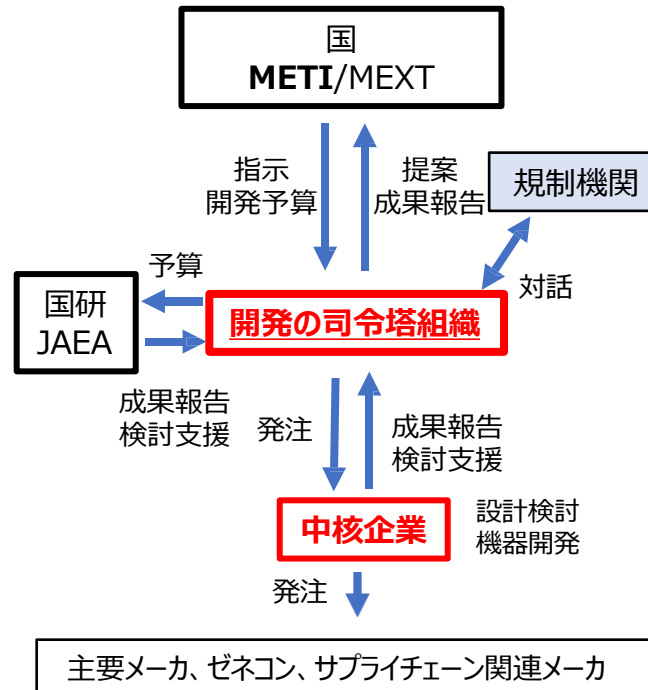 国
METI/MEXT
指示
開発予算
提案
成果報告
規制機関
対話
予算
国研
JAEA
開発の司令塔組織
成果報告
検討支援
発注
成果報告
検討支援
中核企業
設計検討
機器開発
発注
主要メーカ、ゼネコン、サプライチェーン関連メーカ